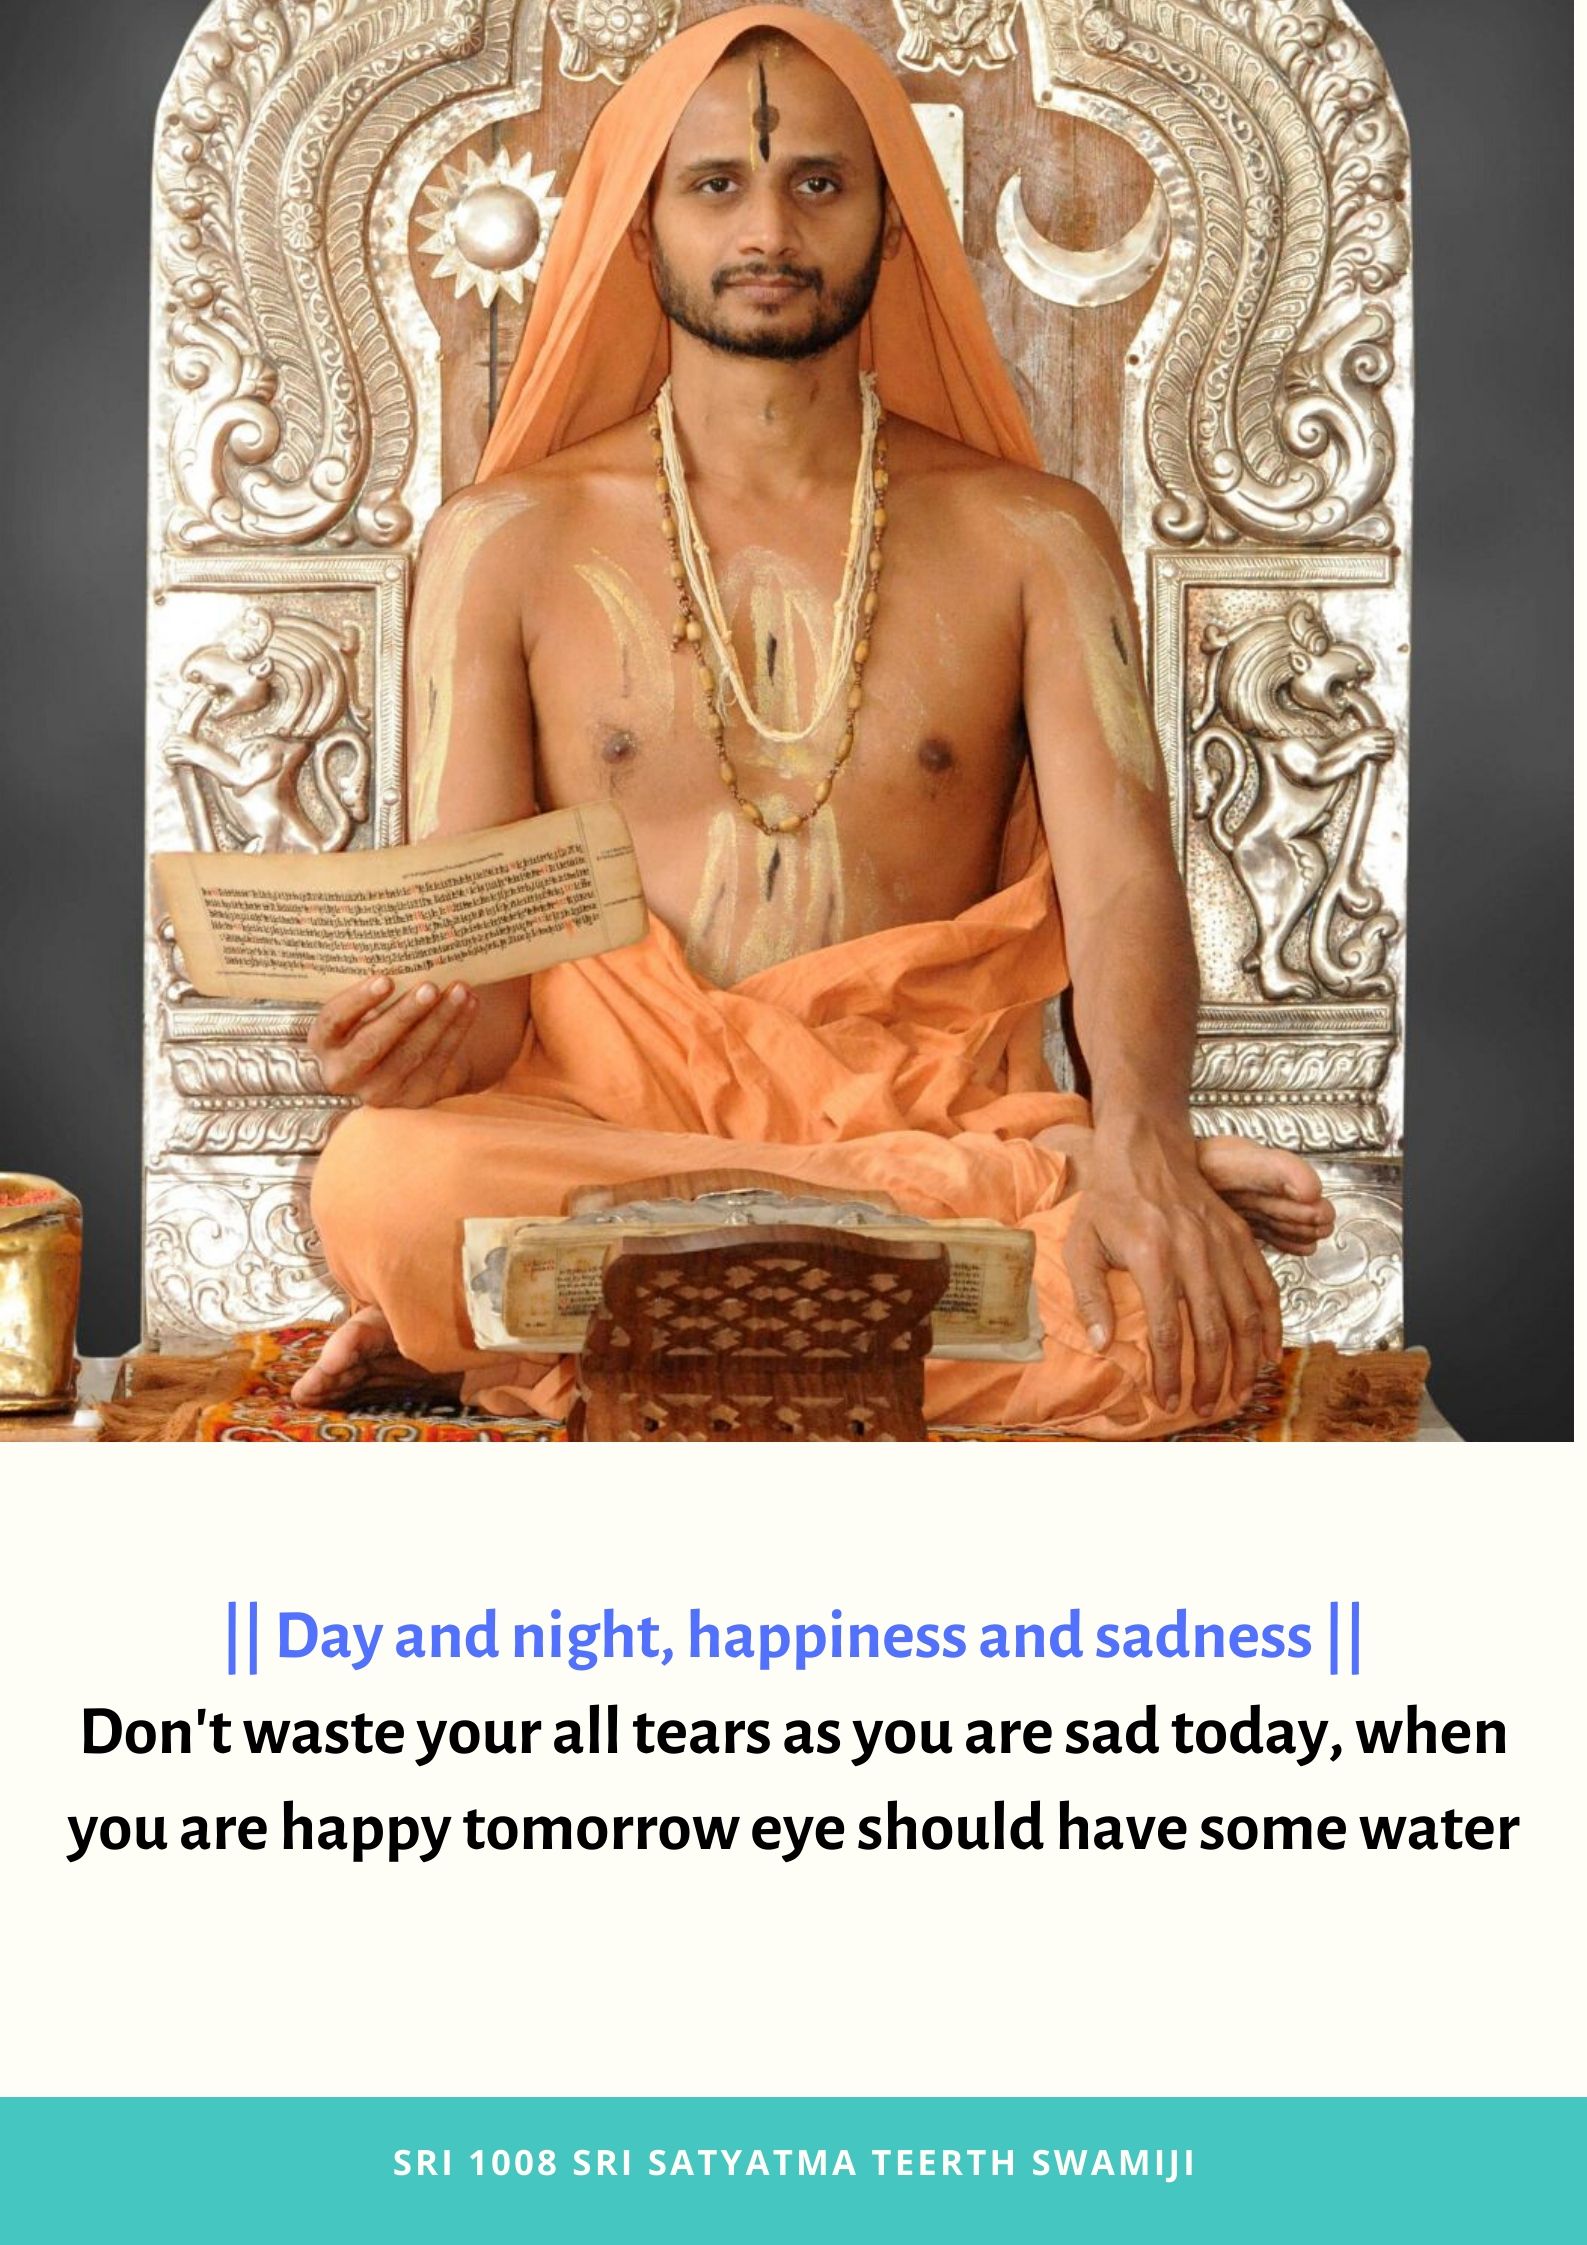 || Day and night, happiness and sadness ||
Don't waste your all tears as you are sad today, when
you are happy tomorrow eye should have some water
SRI 1008 SRI SATYATMA TEERTH SWAMIJI